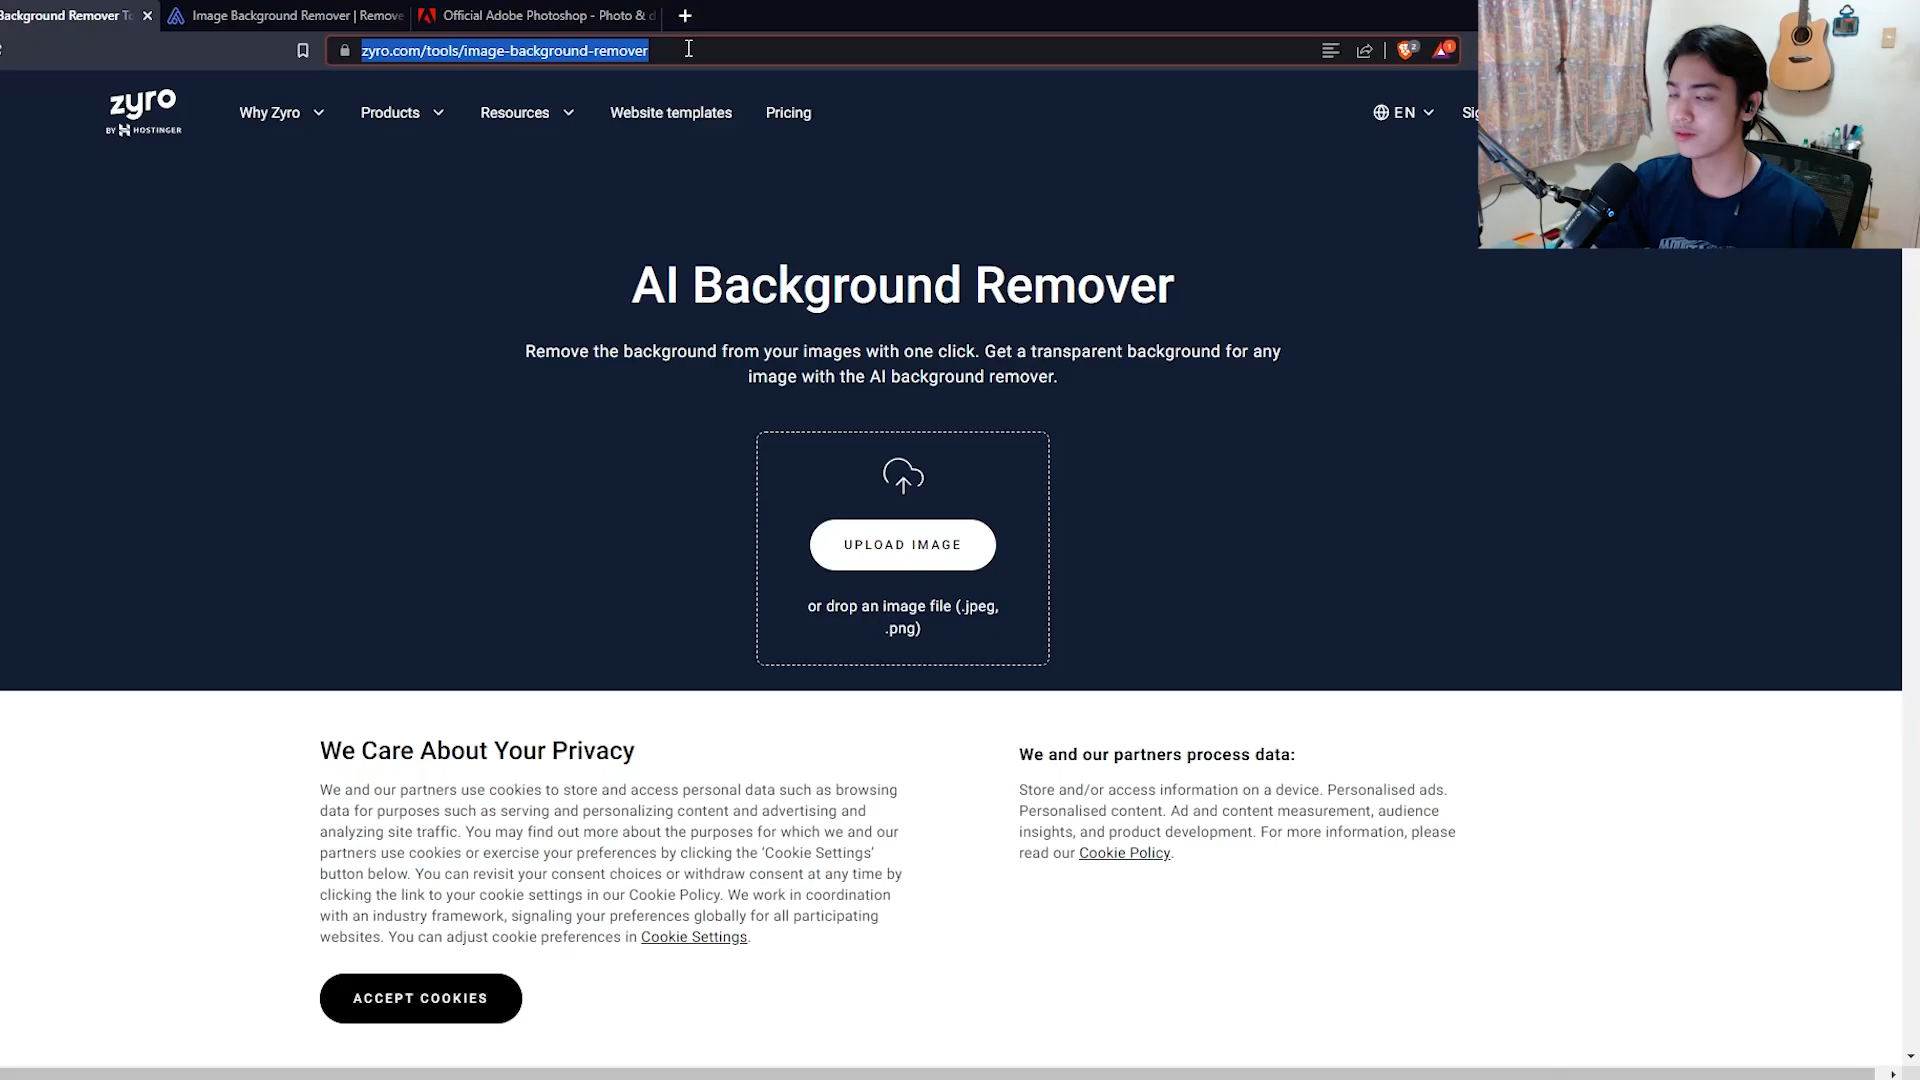 Background Remover To
Image Background Remover | Remove
Official Adobe Photoshop - Photo & d
zyro.com/tools/image-background-remover
2
1
zyro
BY HOSTINGER
Why Zyro
Products
Resources
Website templates
Pricing
EN
Sig
AI Background Remover
Remove the background from your images with one click. Get a transparent background for any
image with the AI background remover.
UPLOAD IMAGE
or drop an image file (.jpeg,
.png)
We Care About Your Privacy
We and our partners use cookies to store and access personal data such as browsing
data for purposes such as serving and personalizing content and advertising and
analyzing site traffic. You may find out more about the purposes for which we and our
partners use cookies or exercise your preferences by clicking the 'Cookie Settings'
button below. You can revisit your consent choices or withdraw consent at any time by
clicking the link to your cookie settings in our Cookie Policy. We work in coordination
with an industry framework, signaling your preferences globally for all participating
websites. You can adjust cookie preferences in Cookie Settings.
ACCEPT COOKIES
We and our partners process data:
Store and/or access information on a device. Personalised ads.
Personalised content. Ad and content measurement, audience
insights, and product development. For more information, please
read our Cookie Policy.